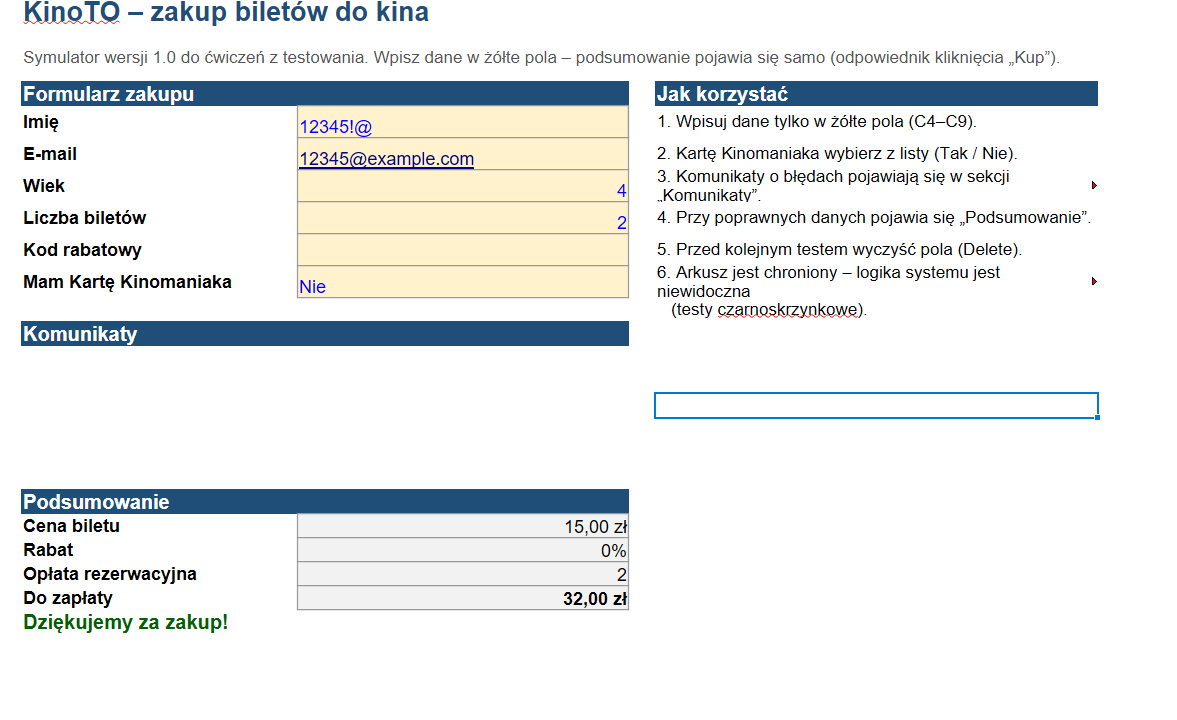 KinoTO – zakup biletów do kina
Symulator wersji 1.0 do ćwiczeń z testowania. Wpisz dane w żółte pola – podsumowanie pojawia się samo (odpowiednik kliknięcia „Kup”).
Formularz zakupu
Imię 12345!@
E-mail 12345@example.com
Wiek 4
Liczba biletów 2
Kod rabatowy
Mam Kartę Kinomaniaka Nie
Jak korzystać
1. Wpisuj dane tylko w żółte pola (C4–C9).
2. Kartę Kinomaniaka wybierz z listy (Tak / Nie).
3. Komunikaty o błędach pojawiają się w sekcji
„Komunikaty”.
4. Przy poprawnych danych pojawia się „Podsumowanie”.
5. Przed kolejnym testem wyczyść pola (Delete).
6. Arkusz jest chroniony – logika systemu jest
niewidoczna
(testy czarnoskrzynkowe).
Komunikaty
Podsumowanie
Cena biletu 15,00 zł
Rabat 0%
Opłata rezerwacyjna 2
Do zapłaty 32,00 zł
Dziękujemy za zakup!